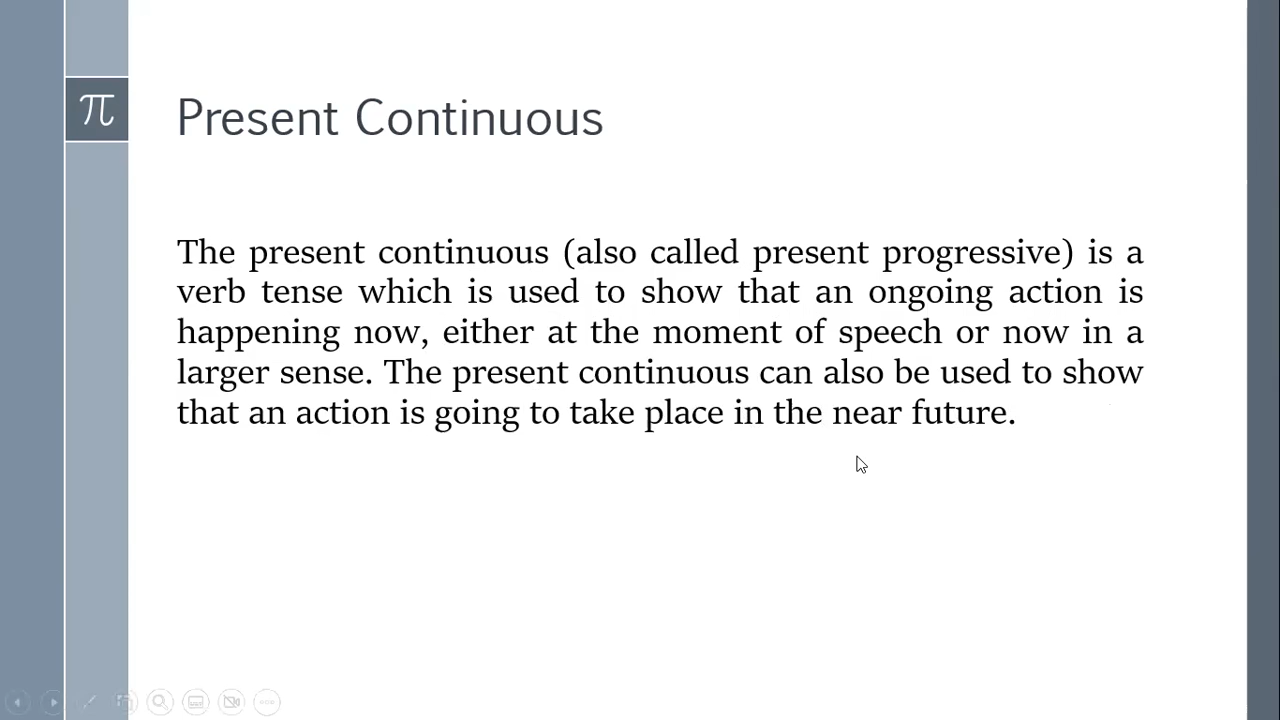 π
Present Continuous
The present continuous (also called present progressive) is a
verb tense which is used to show that an ongoing action is
happening now, either at the moment of speech or now in a
larger sense. The present continuous can also be used to show
that an action is going to take place in the near future.